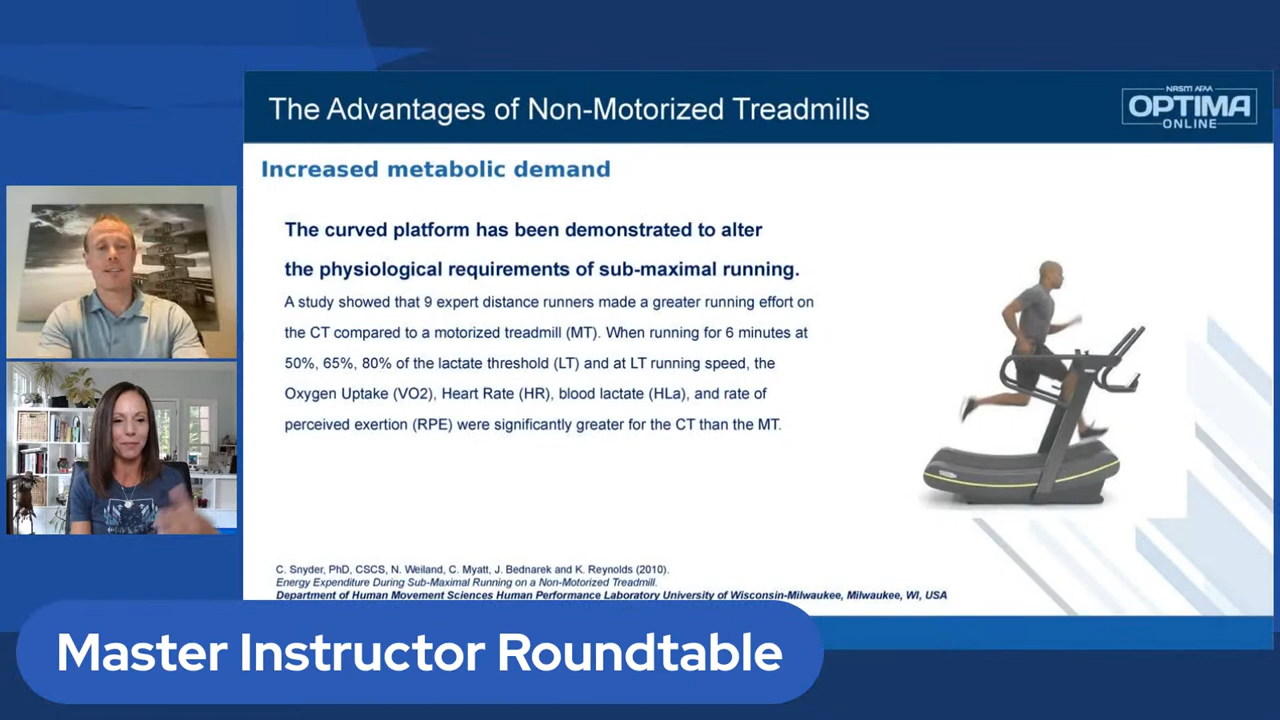 The Advantages of Non-Motorized Treadmills
NASM AFAA
OPTIMA
ONLINE
Increased metabolic demand
The curved platform has been demonstrated to alter
the physiological requirements of sub-maximal running.
A study showed that 9 expert distance runners made a greater running effort on
the CT compared to a motorized treadmill (MT). When running for 6 minutes at
50%, 65%, 80% of the lactate threshold (LT) and at LT running speed, the
Oxygen Uptake (VO2), Heart Rate (HR), blood lactate (HLa), and rate of
perceived exertion (RPE) were significantly greater for the CT than the MT.
C. Snyder, PhD, CSCS, N. Weiland, C. Myatt, J. Bednarek and K. Reynolds (2010).
Energy Expenditure During Sub-Maximal Running on a Non-Motorized Treadmill.
Department of Human Movement Sciences Human Performance Laboratory University of Wisconsin-Milwaukee, Milwaukee, WI, USA
Master Instructor Roundtable